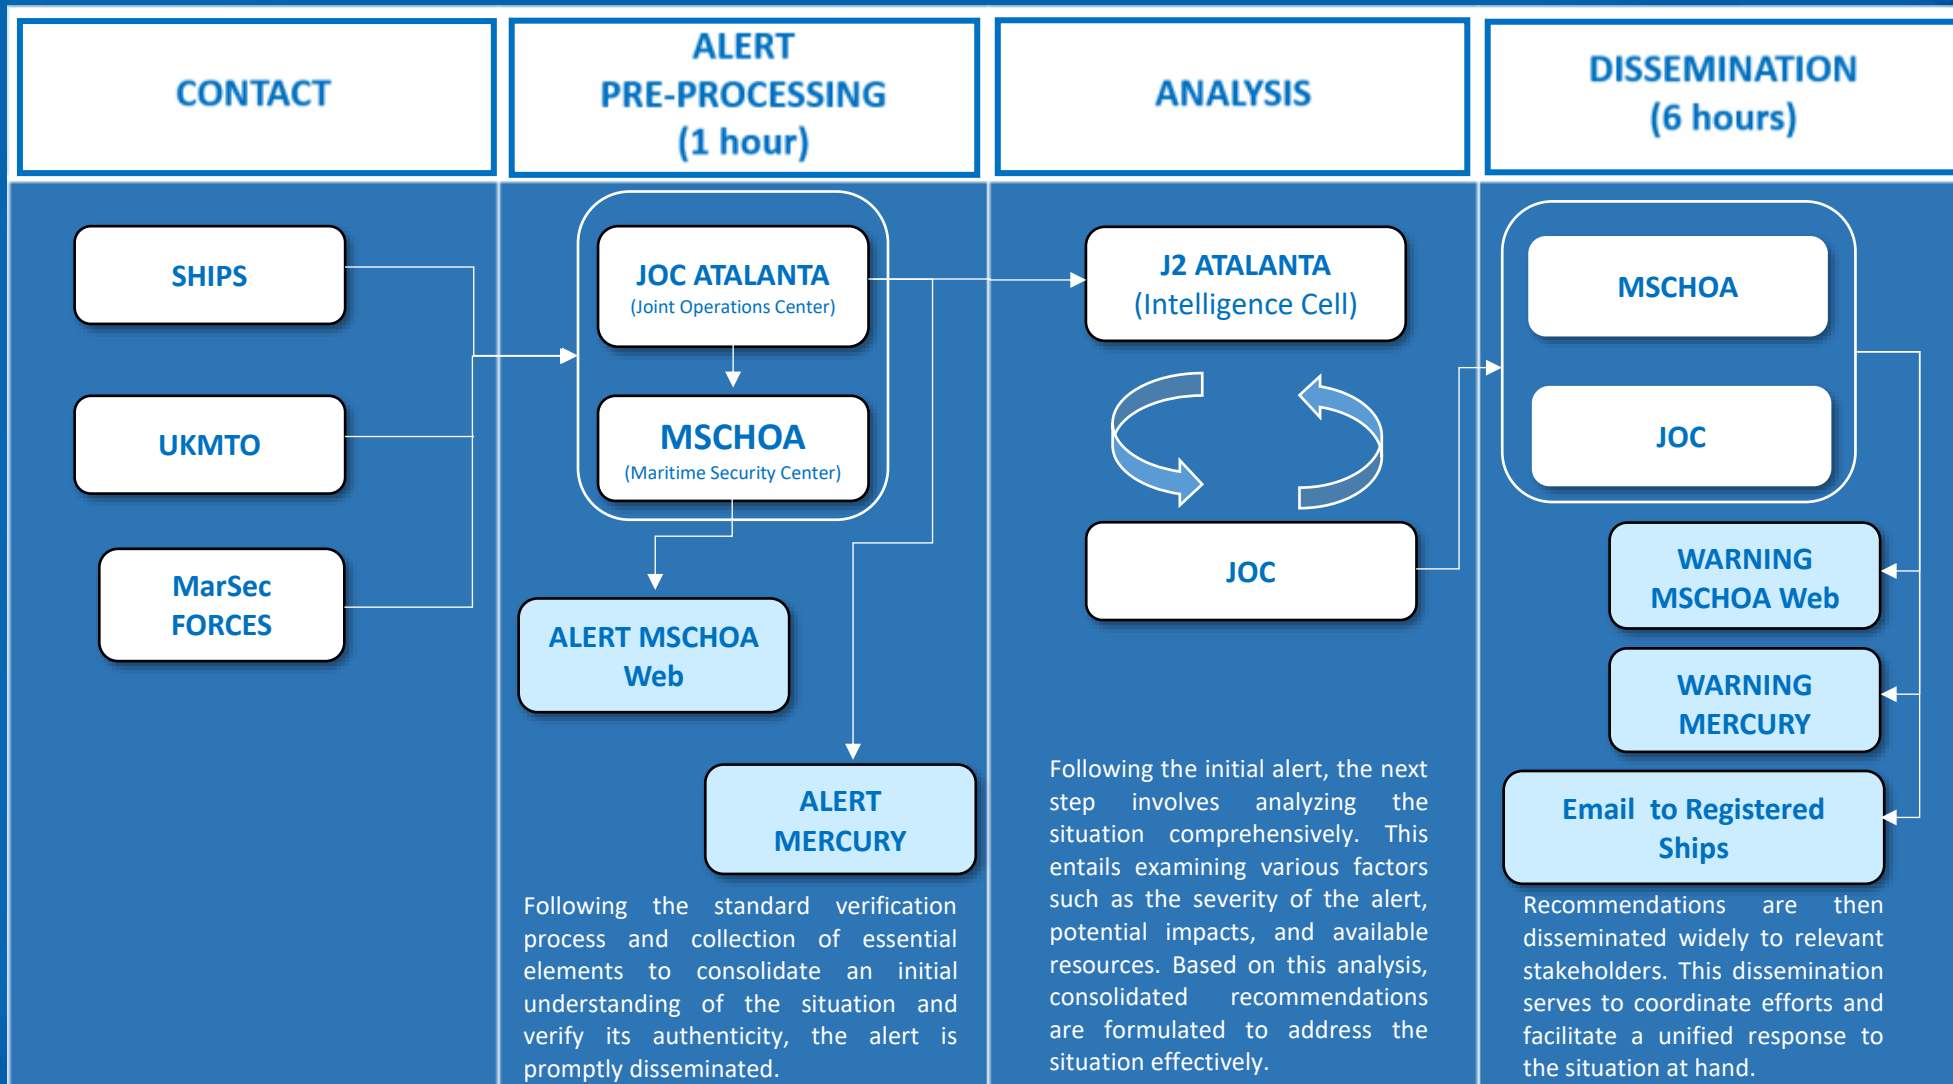 CONTACT
ALERT
PRE-PROCESSING
(1 hour)
ANALYSIS
DISSEMINATION
(6 hours)
SHIPS
UKMTO
MarSec
FORCES
JOC ATALANTA
(Joint Operations Center)
MSCHOA
(Maritime Security Center)
ALERT MSCHOA
Web
ALERT
MERCURY
Following the standard verification
process and collection of essential
elements to consolidate an initial
understanding of the situation and
verify its authenticity, the alert is
promptly disseminated.
J2 ATALANTA
(Intelligence Cell)
JOC
Following the initial alert, the next
step involves analyzing the
situation comprehensively. This
entails examining various factors
such as the severity of the alert,
potential impacts, and available
resources. Based on this analysis,
consolidated recommendations
are formulated to address the
situation effectively.
MSCHOA
JOC
WARNING
MSCHOA Web
WARNING
MERCURY
Email to Registered
Ships
Recommendations are then
disseminated widely to relevant
stakeholders. This dissemination
serves to coordinate efforts and
facilitate a unified response to
the situation at hand.